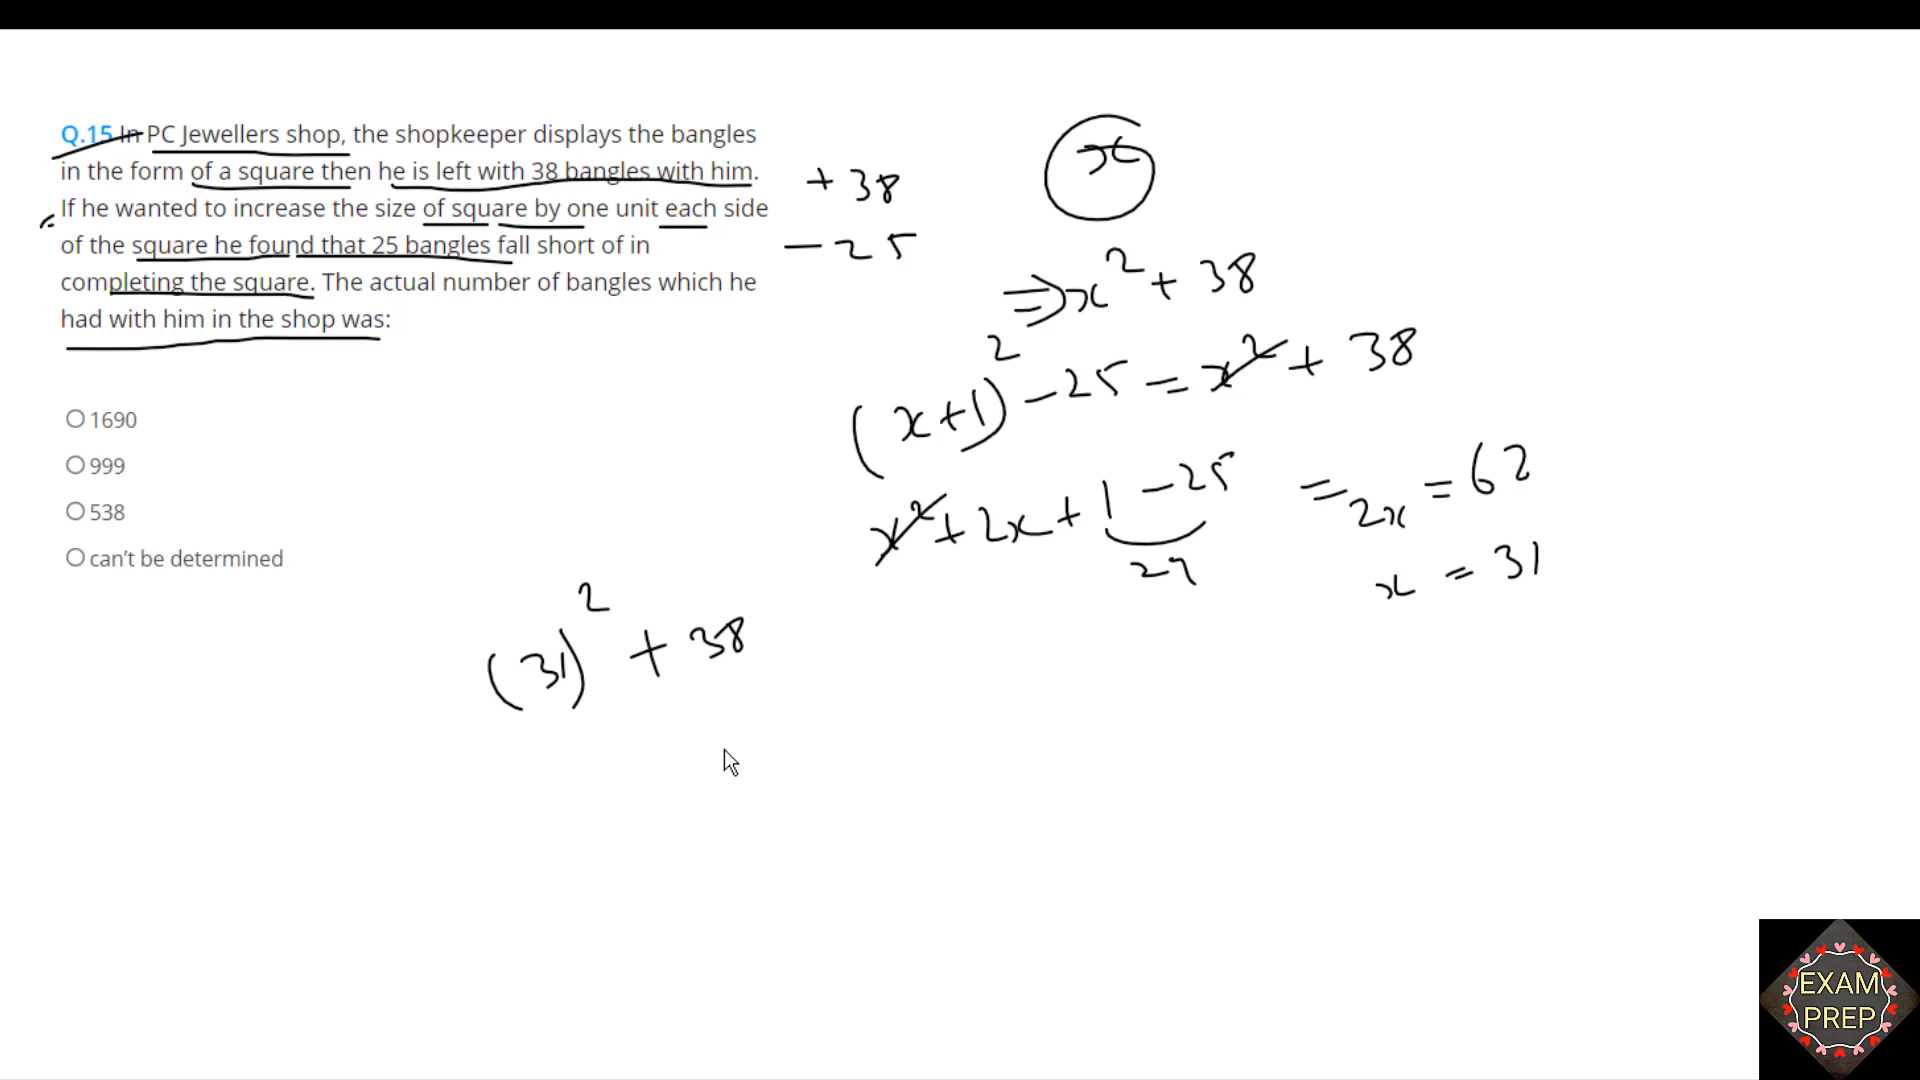 Q.15 In PC Jewellers shop, the shopkeeper displays the bangles
in the form of a square then he is left with 38 bangles with him.
If he wanted to increase the size of square by one unit each side
of the square he found that 25 bangles fall short of in
completing the square. The actual number of bangles which he
had with him in the shop was:
1690
999
538
can't be determined
+ 38
- 25
x
⇒ x² + 38
(x+1)² - 25 = x² + 38
x² + 2x + 1 - 25 = 2x = 62
x = 31
(31)² + 38
EXAM
PREP